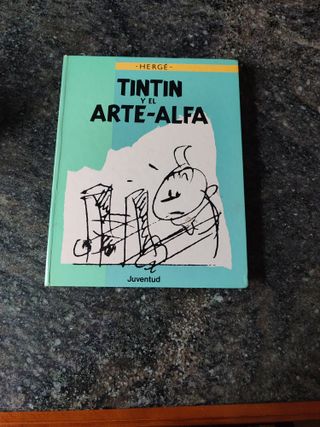 -HERGÉ-
TINTIN
Y EL
ARTE-ALFA
Juventud